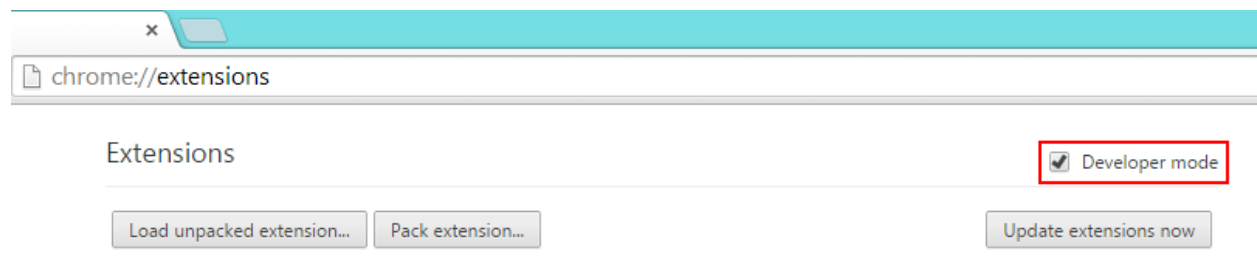 chrome://extensions
Extensions
Developer mode
Load unpacked extension... Pack extension... Update extensions now